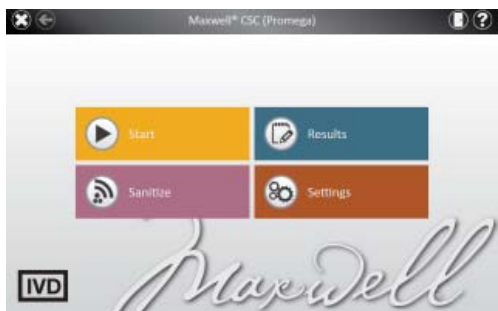 Maxwell® CSC (Promega)
?
Start
Results
Sanitize
Settings
IVD
Maxwell